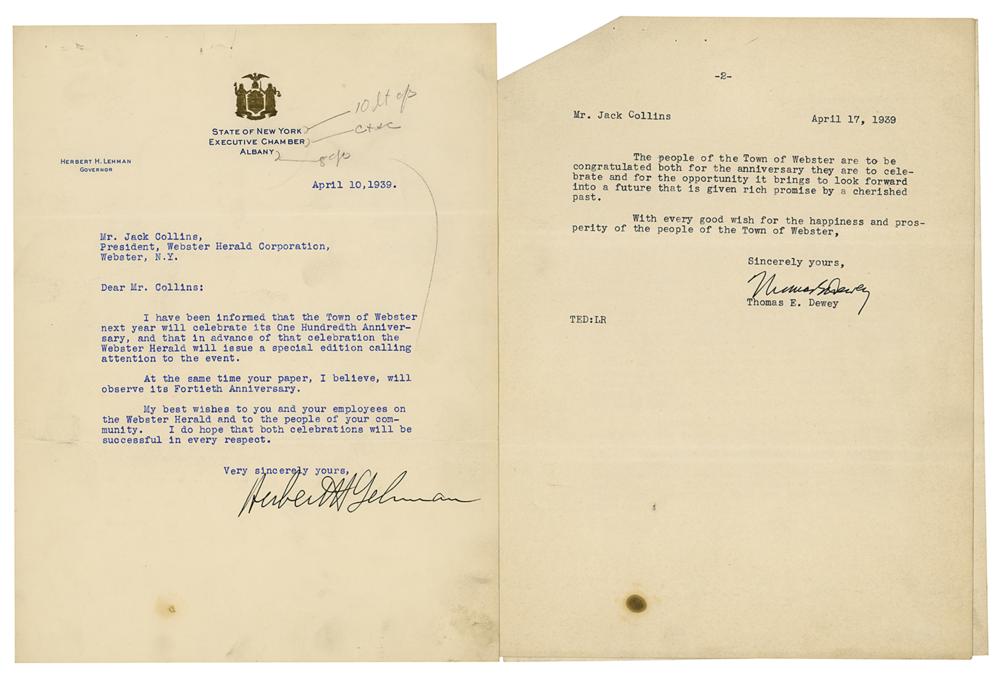 STATE OF NEW YORK
EXECUTIVE CHAMBER
ALBANY
10 lt c/s
c+sc
8 c/s
HERBERT H. LEHMAN
GOVERNOR
April 10,1939.
Mr. Jack Collins,
President, Webster Herald Corporation,
Webster, N.Y.
Dear Mr. Collins:
I have been informed that the Town of Webster
next year will celebrate its One Hundredth Anniver-
sary, and that in advance of that celebration the
Webster Herald will issue a special edition calling
attention to the event.
At the same time your paper, I believe, will
observe its Fortieth Anniversary.
My best wishes to you and your employees on
the Webster Herald and to the people of your com-
munity. I do hope that both celebrations will be
successful in every respect.
Very sincerely yours,
Herbert H Lehman
-2-
Mr. Jack Collins
April 17, 1939
The people of the Town of Webster are to be
congratulated both for the anniversary they are to cele-
brate and for the opportunity it brings to look forward
into a future that is given rich promise by a cherished
past.
With every good wish for the happiness and pros-
perity of the people of the Town of Webster,
Sincerely yours,
Thomas E. Dewey
Thomas E. Dewey
TED:LR